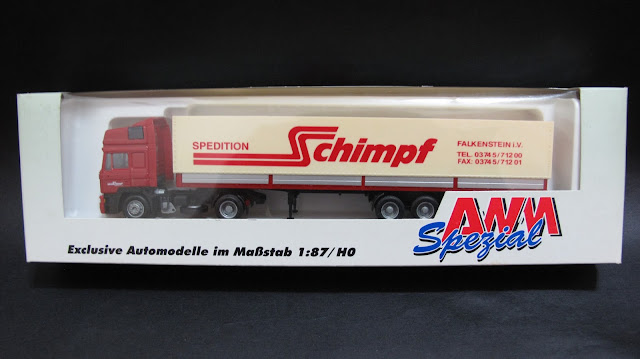 SPEDITION
Schimpf
FALKENSTEIN i.V.
TEL. 03745/71200
FAX. 03745/71201
AWM
Spezial
Exclusive Automodelle im Maßstab 1:87/H0